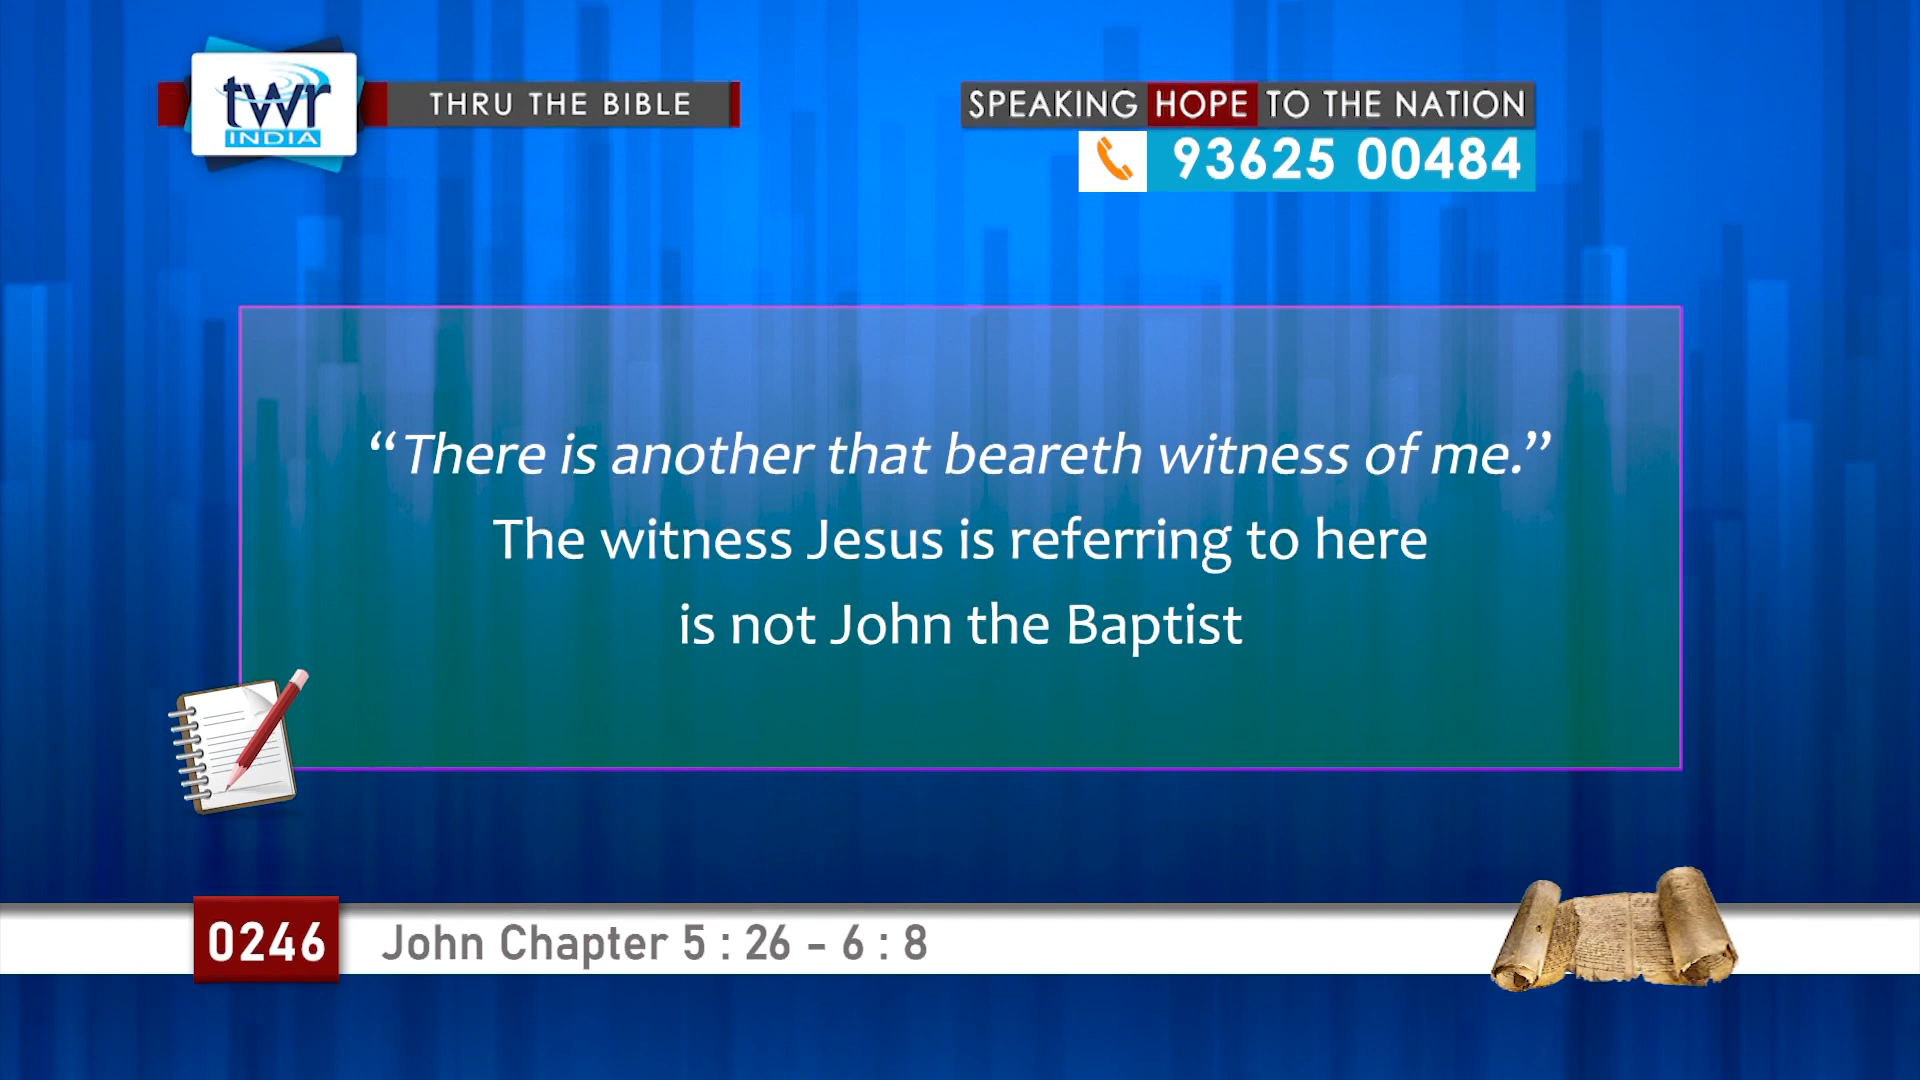 twr
INDIA
THRU THE BIBLE
SPEAKING HOPE TO THE NATION
93625 00484
“There is another that beareth witness of me.”
The witness Jesus is referring to here
is not John the Baptist
0246
John Chapter 5 : 26 – 6 : 8